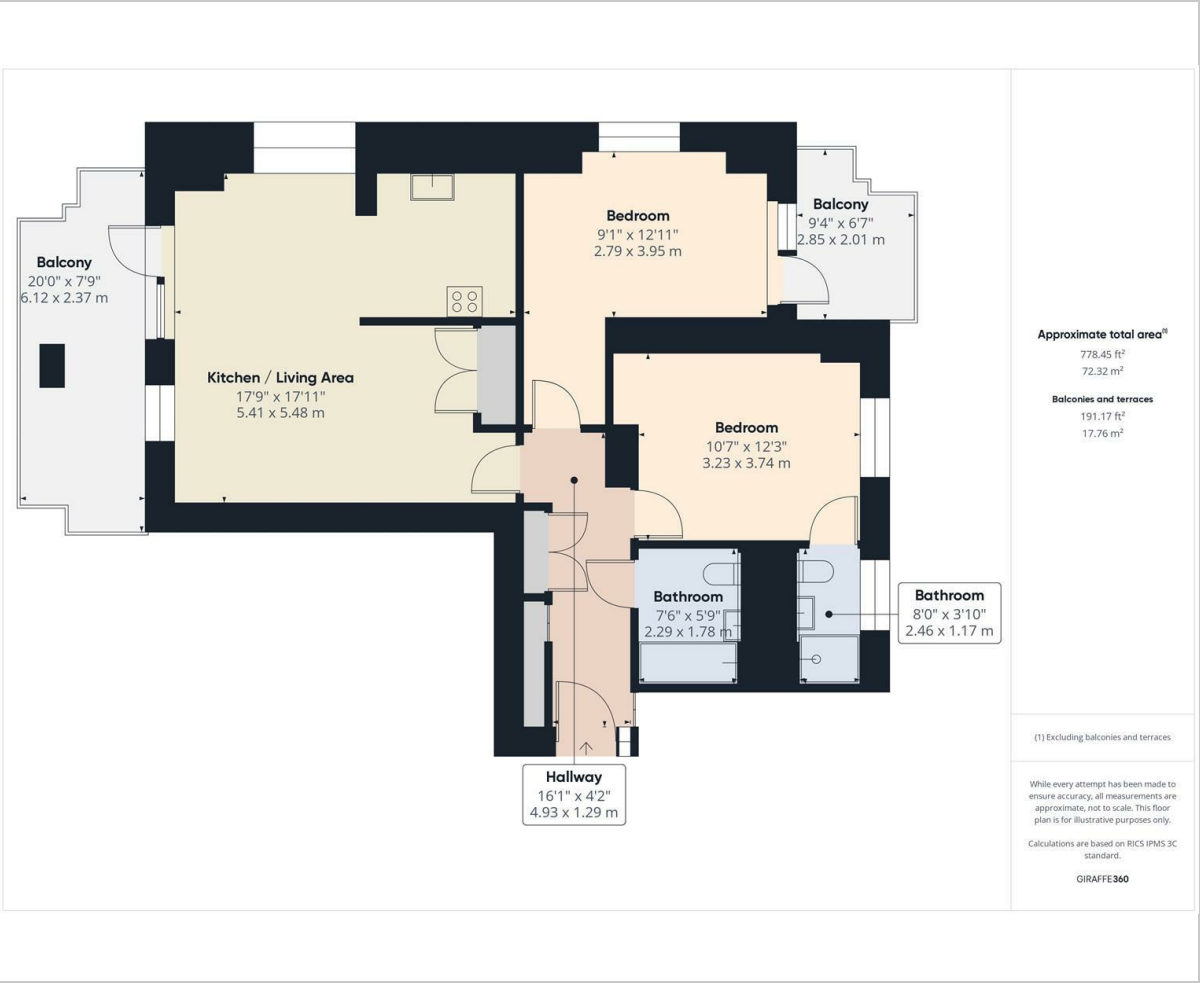 Balcony
20'0" x 7'9"
6.12 x 2.37 m
Kitchen / Living Area
17'9" x 17'11"
5.41 x 5.48 m
Bedroom
9'1" x 12'11"
2.79 x 3.95 m
Balcony
9'4" x 6'7"
2.85 x 2.01 m
Bedroom
10'7" x 12'3"
3.23 x 3.74 m
Bathroom
7'6" x 5'9"
2.29 x 1.78 m
Bathroom
8'0" x 3'10"
2.46 x 1.17 m
Hallway
16'1" x 4'2"
4.93 x 1.29 m
Approximate total area⁽¹⁾
778.45 ft²
72.32 m²
Balconies and terraces
191.17 ft²
17.76 m²
(1) Excluding balconies and terraces
While every attempt has been made to
ensure accuracy, all measurements are
approximate, not to scale. This floor
plan is for illustrative purposes only.
Calculations are based on RICS IPMS 3C
standard.
GIRAFFE360